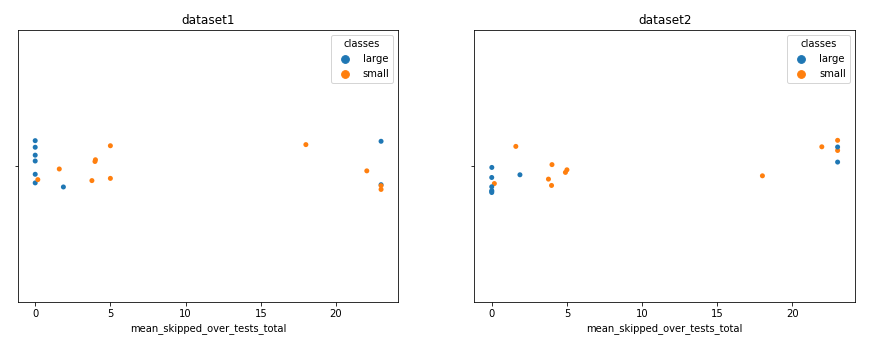 dataset1
classes
large
small
0 5 10 15 20
mean_skipped_over_tests_total
dataset2
classes
large
small
0 5 10 15 20
mean_skipped_over_tests_total